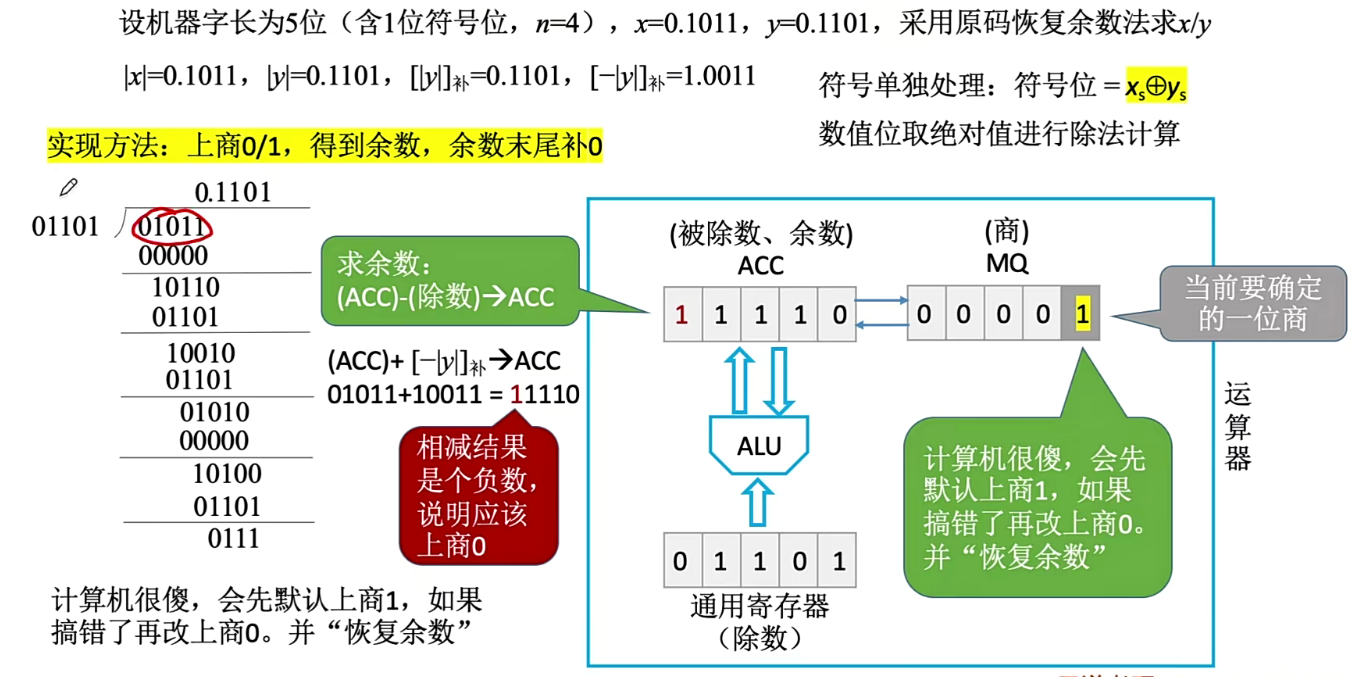 设机器字长为5位（含1位符号位，n=4），x=0.1011，y=0.1101，采用原码恢复余数法求x/y
|x|=0.1011，|y|=0.1101，[|y|]补=0.1101，[−|y|]补=1.0011
符号单独处理：符号位 = xs⊕ys
数值位取绝对值进行除法计算
实现方法：上商0/1，得到余数，余数末尾补0
0.1101
01101
01011
00000
10110
01101
10010
01101
01010
00000
10100
01101
0111
求余数：
(ACC)-(除数)→ACC
(ACC)+ [−|y|]补→ACC
01011+10011 = 11110
相减结果
是个负数，
说明应该
上商0
计算机很傻，会先默认上商1，如果
搞错了再改上商0。并“恢复余数”
(被除数、余数)
ACC
1 1 1 1 0
(商)
MQ
0 0 0 0 1
当前要确定
的一位商
ALU
0 1 1 0 1
通用寄存器
（除数）
计算机很傻，会先
默认上商1，如果
搞错了再改上商0。
并“恢复余数”
运算器